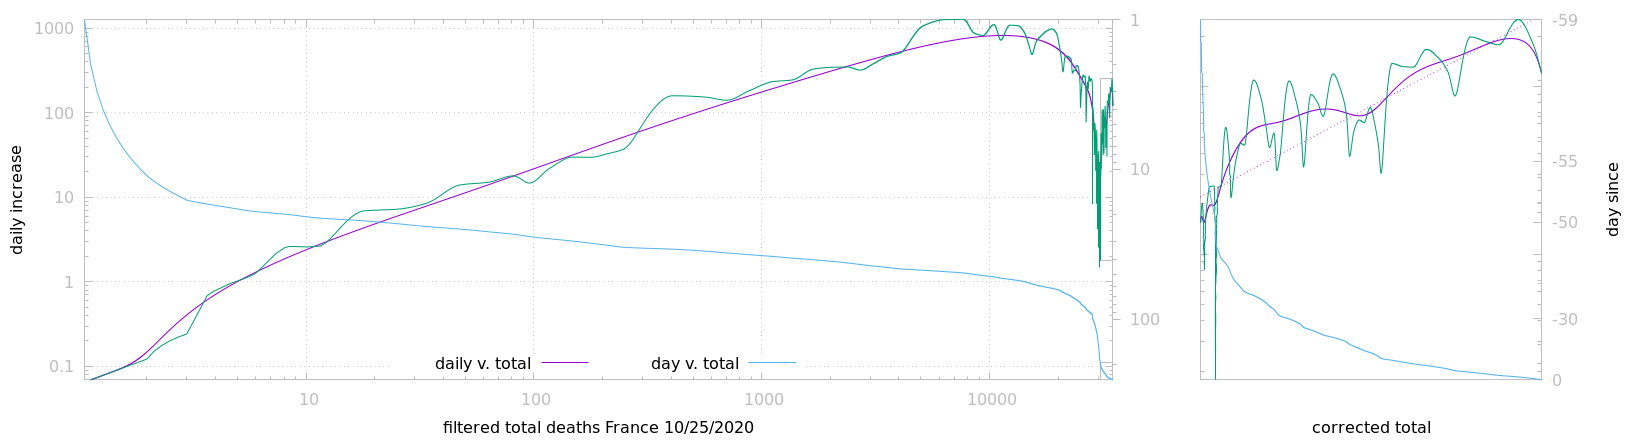 1000
100
10
1
0.1
daily increase
daily v. total
day v. total
10
100
1000
10000
filtered total deaths France 10/25/2020
1
10
100
-59
-55
-50
-30
0
day since
corrected total